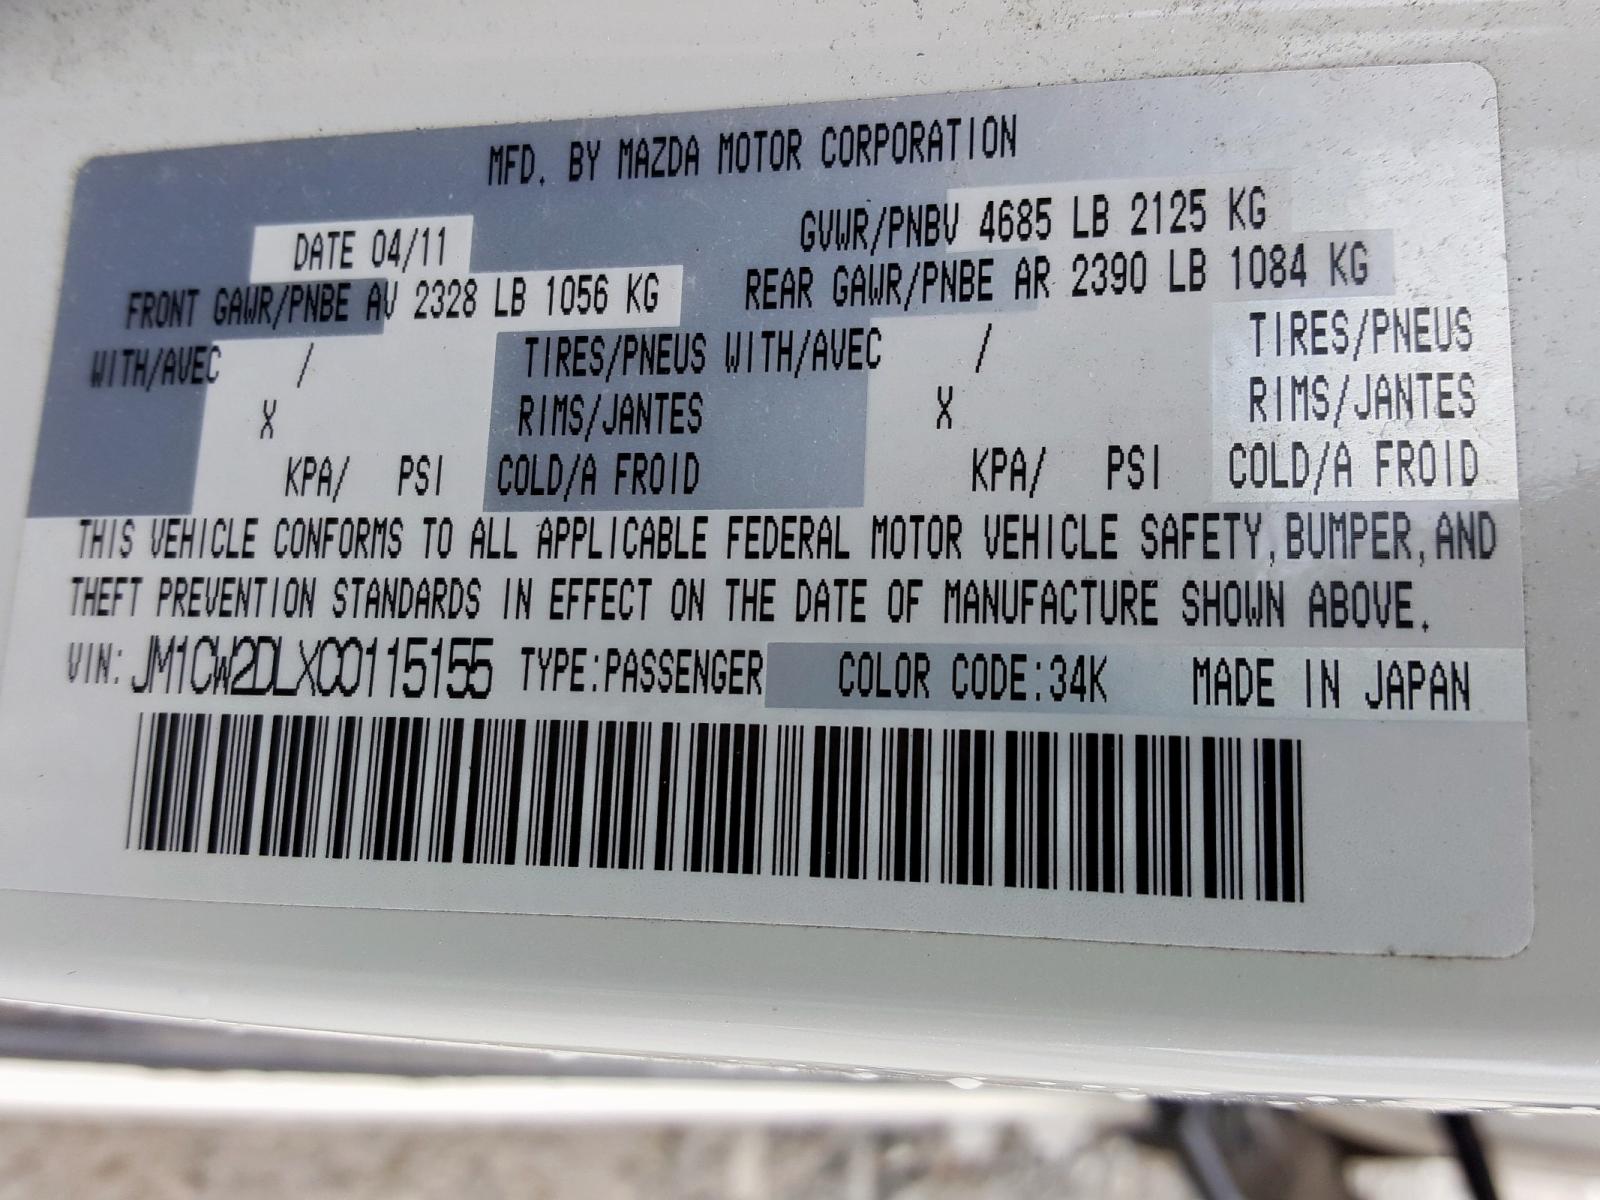 MFD. BY MAZDA MOTOR CORPORATION
DATE 04/11 GVWR/PNBV 4685 LB 2125 KG
FRONT GAWR/PNBE AV 2328 LB 1056 KG REAR GAWR/PNBE AR 2390 LB 1084 KG
WITH/AVEC / TIRES/PNEUS WITH/AVEC / TIRES/PNEUS
X RIMS/JANTES X RIMS/JANTES
KPA/ PSI COLD/A FROID KPA/ PSI COLD/A FROID
THIS VEHICLE CONFORMS TO ALL APPLICABLE FEDERAL MOTOR VEHICLE SAFETY, BUMPER, AND
THEFT PREVENTION STANDARDS IN EFFECT ON THE DATE OF MANUFACTURE SHOWN ABOVE.
VIN: JM1CW2DLXC0115155 TYPE:PASSENGER COLOR CODE:34K MADE IN JAPAN